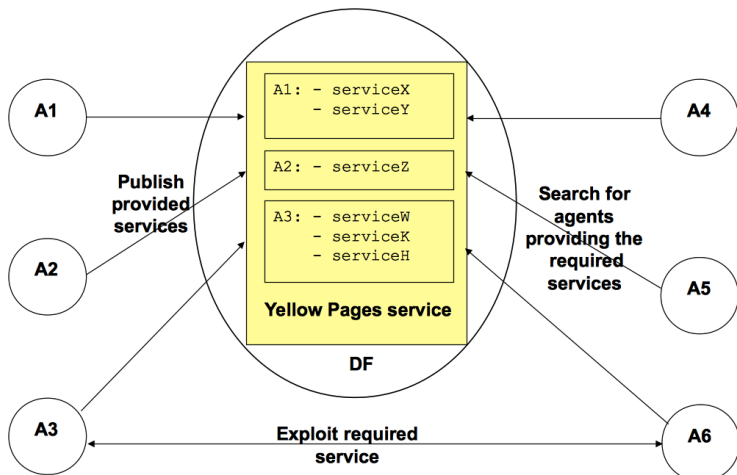 A1
A1: - serviceX
- serviceY
A4
A2: - serviceZ
Publish
provided
services
Search for
agents
providing the
required
services
A3: - serviceW
- serviceK
- serviceH
A2
A5
Yellow Pages service
DF
A3
Exploit required
service
A6